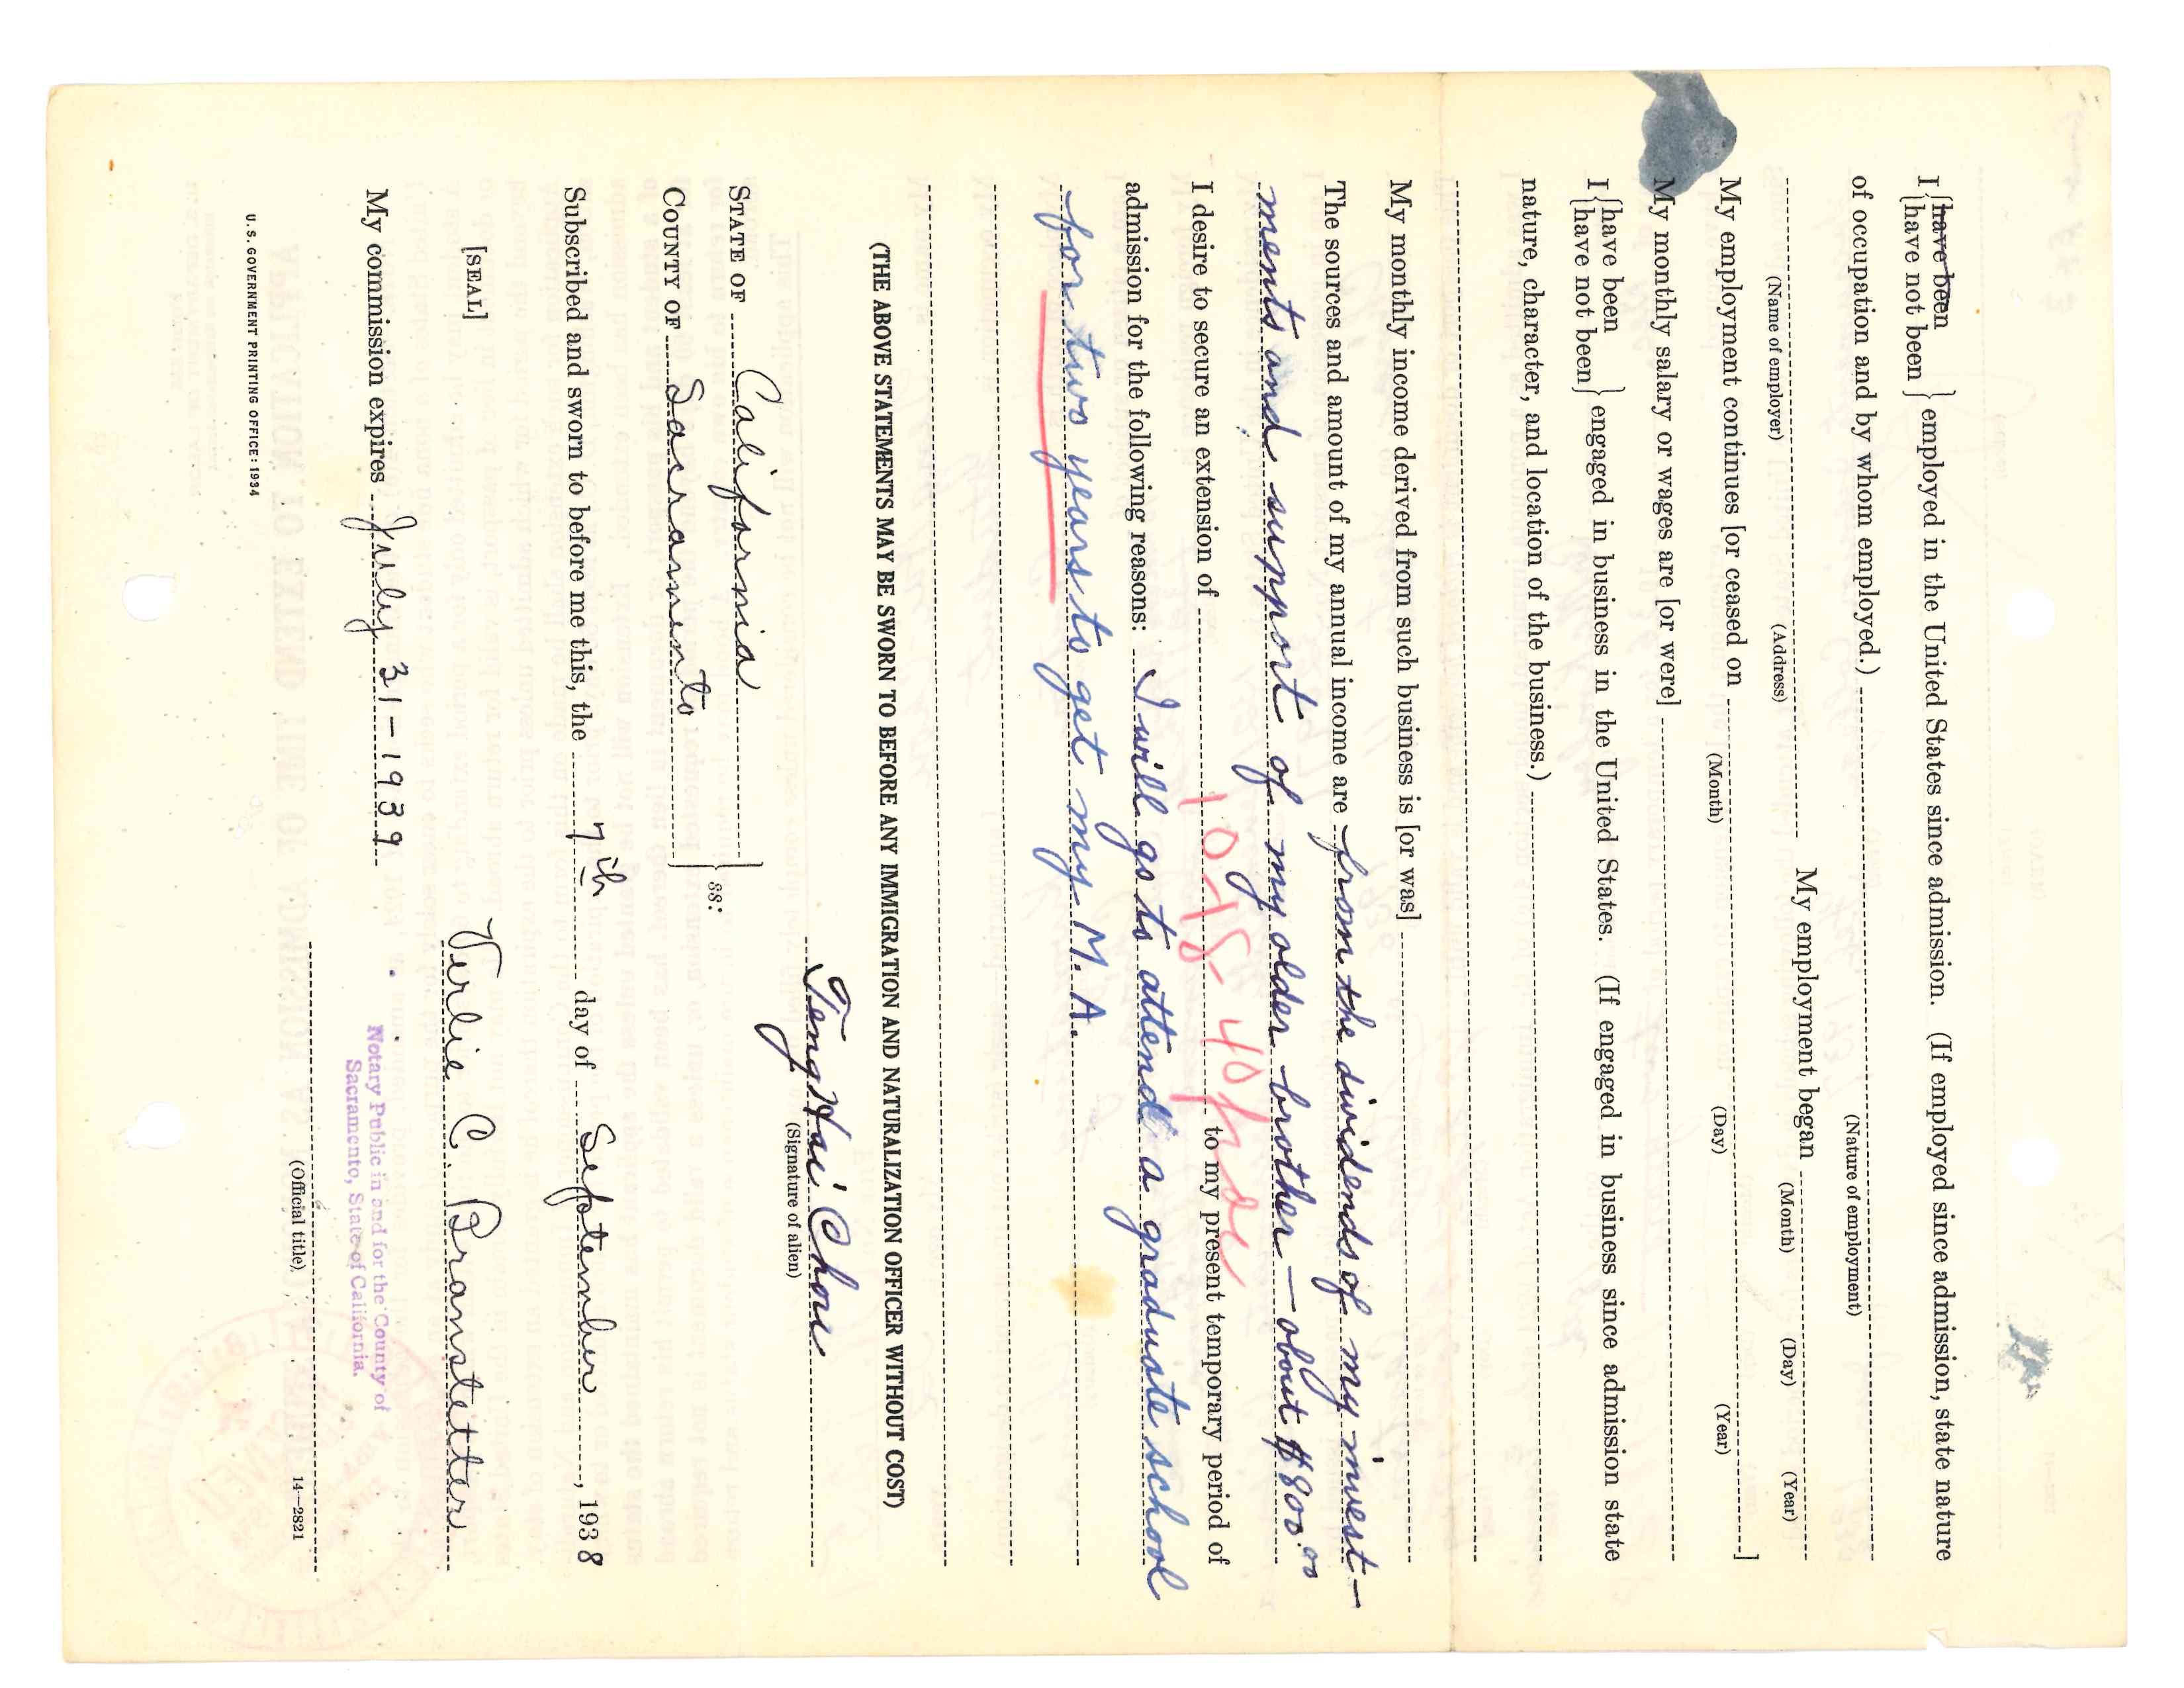 I {have been
have not been} employed in the United States since admission. (If employed since admission, state nature
of occupation and by whom employed.)
(Nature of employment)
My employment began
(Name of employer) (Address) (Month) (Day) (Year)
My employment continues [or ceased on ]
(Month) (Day) (Year)
My monthly salary or wages are [or were]
I {have been
have not been} engaged in business in the United States. (If engaged in business since admission state
nature, character, and location of the business.)
My monthly income derived from such business is [or was]
The sources and amount of my annual income are from the dividends of my invest-
ments and support of my older brother — about $800.00
10-18-40
I desire to secure an extension of to my present temporary period of
admission for the following reasons: I will go to attend a graduate school
for two years to get my M. A.
(THE ABOVE STATEMENTS MAY BE SWORN TO BEFORE ANY IMMIGRATION AND NATURALIZATION OFFICER WITHOUT COST)
Teng Hai Chou
(Signature of alien)
STATE OF California
ss:
COUNTY OF Sacramento
Subscribed and sworn to before me this, the 7th day of September, 1938
[SEAL]
Verlie C. Branstetter
My commission expires July 31-1939
Notary Public in and for the County of
Sacramento, State of California.
(Official title)
14—2821
U.S. GOVERNMENT PRINTING OFFICE: 1934